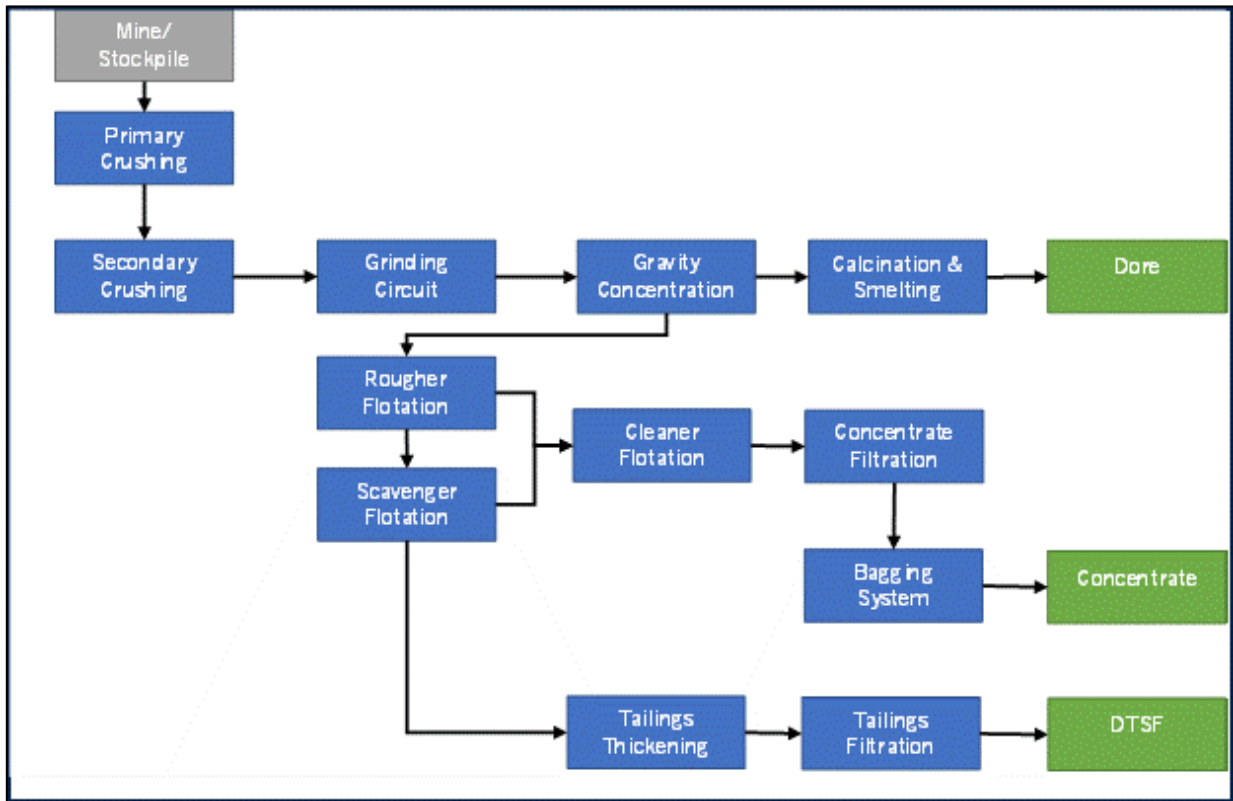 Mine/
Stockpile
Primary
Crushing
Secondary
Crushing
Grinding
Circuit
Gravity
Concentration
Calcination &
Smelting
Dore
Rougher
Flotation
Cleaner
Flotation
Concentrate
Filtration
Scavenger
Flotation
Bagging
System
Concentrate
Tailings
Thickening
Tailings
Filtration
DTSF